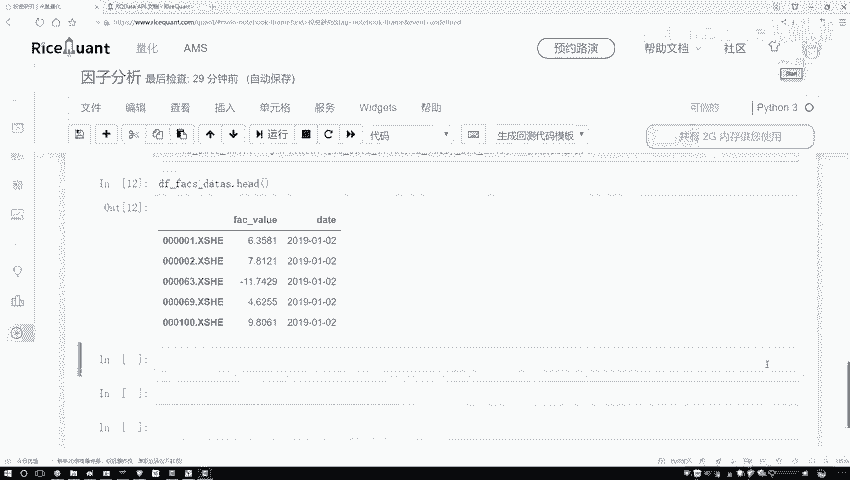 RiceQuant
量化
AMS
预约路演
帮助文档
社区
因子分析 最后检查: 29 分钟前 (自动保存)
Start
文件 编辑 查看 插入 单元格 服务 Widgets 帮助
可信的
Python 3
运行
代码
生成回测代码模板
共有 2G 内存供您使用
In [12]: df_facs_datas.head()
Out[12]:
fac_value date
000001.XSHE 6.3581 2019-01-02
000002.XSHE 7.8121 2019-01-02
000063.XSHE -11.7429 2019-01-02
000069.XSHE 4.6255 2019-01-02
000100.XSHE 9.8061 2019-01-02
In [ ]:
In [ ]:
In [ ]: